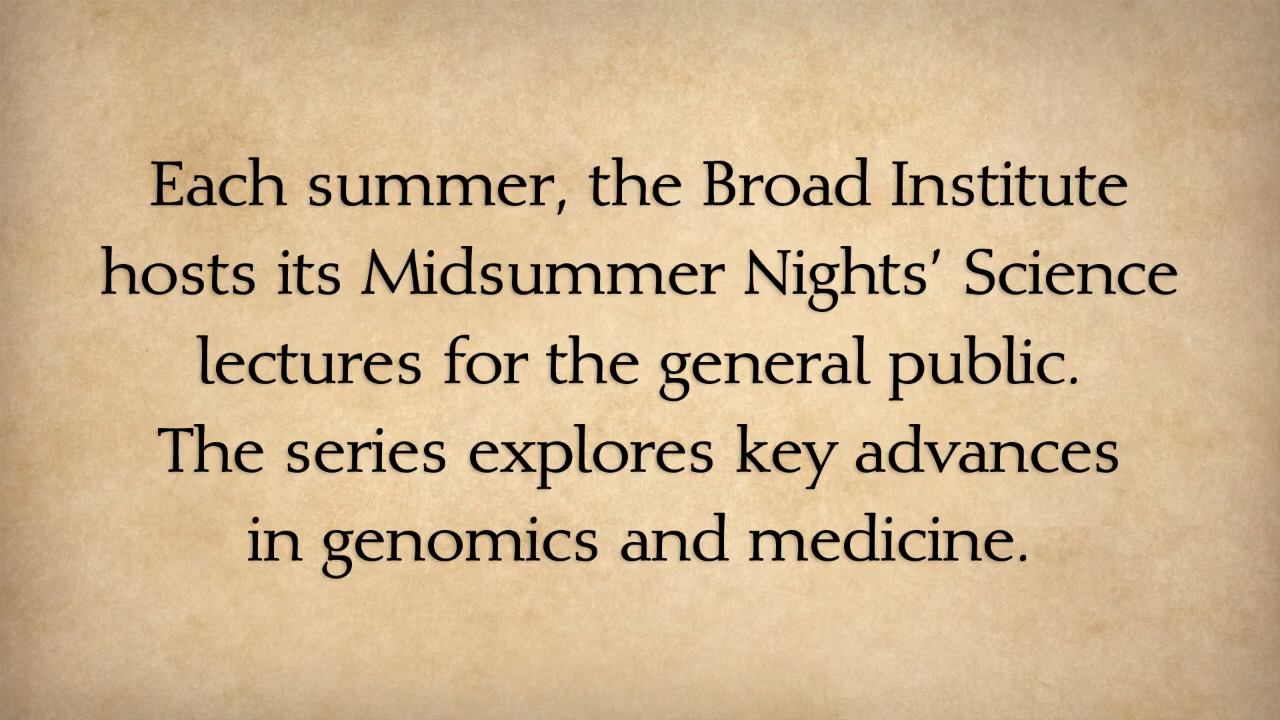 Each summer, the Broad Institute
hosts its Midsummer Nights’ Science
lectures for the general public.
The series explores key advances
in genomics and medicine.